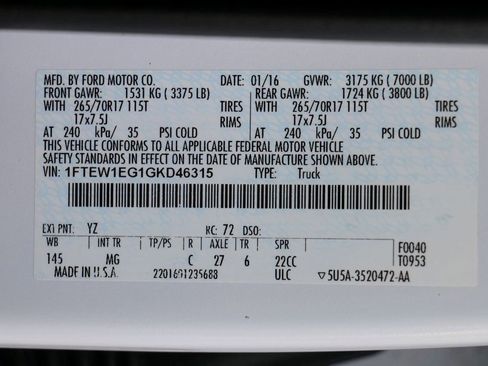 MFD. BY FORD MOTOR CO. DATE: 01/16 GVWR: 3175 KG ( 7000 LB)
FRONT GAWR: 1531 KG ( 3375 LB) REAR GAWR: 1724 KG ( 3800 LB)
WITH 265/70R17 115T TIRES WITH 265/70R17 115T TIRES
17x7.5J RIMS 17x7.5J RIMS
AT 240 kPa/ 35 PSI COLD AT 240 kPa/ 35 PSI COLD
THIS VEHICLE CONFORMS TO ALL APPLICABLE FEDERAL MOTOR VEHICLE
SAFETY STANDARDS IN EFFECT ON THE DATE OF MANUFACTURE SHOWN ABOVE.
VIN: 1FTEW1EG1GKD46315 TYPE: Truck
EXT PNT: YZ RC: 72 DSO:
WB INT TR TP/PS R AXLE TR SPR F0040
145 MG C 27 6 22CC T0953
MADE IN U.S.A. 2201601235688 ULC ▽5U5A-3520472-AA